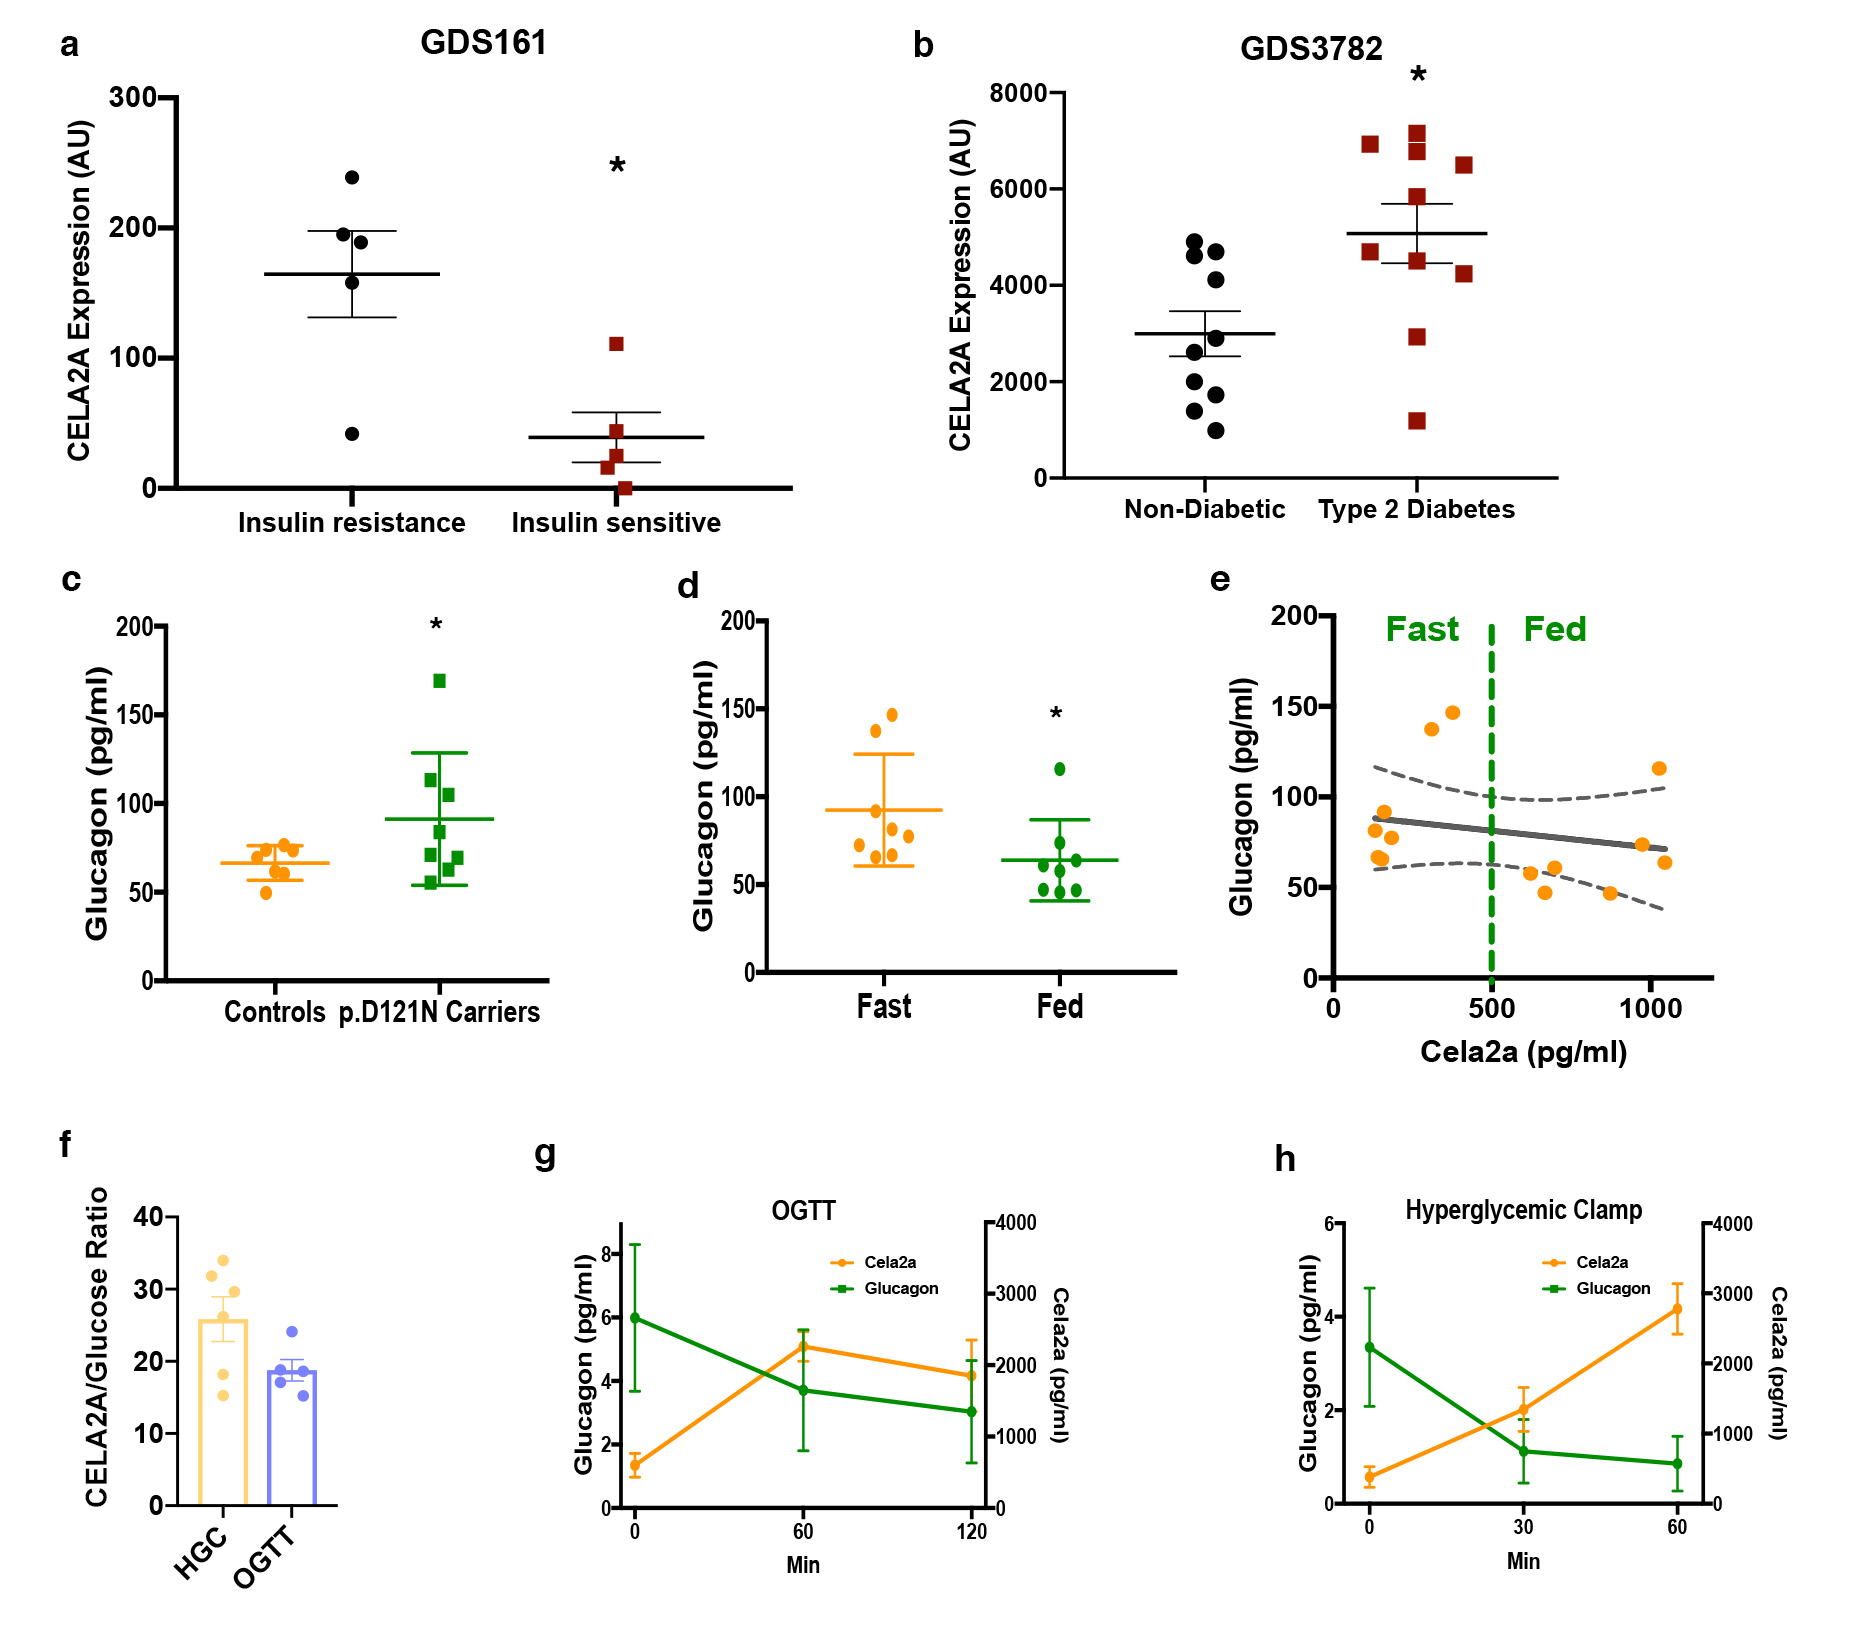 a
GDS161
CELA2A Expression (AU)
300
200
100
0
*
Insulin resistance
Insulin sensitive
b
GDS3782
CELA2A Expression (AU)
8000
6000
4000
2000
0
*
Non-Diabetic
Type 2 Diabetes
c
Glucagon (pg/ml)
200
150
100
50
0
*
Controls
p.D121N Carriers
d
Glucagon (pg/ml)
200
150
100
50
0
*
Fast
Fed
e
Glucagon (pg/ml)
200
150
100
50
0
Fast
Fed
0
500
1000
Cela2a (pg/ml)
f
CELA2A/Glucose Ratio
40
30
20
10
0
HGC
OGTT
g
OGTT
Glucagon (pg/ml)
8
6
4
2
0
Cela2a
Glucagon
4000
3000
2000
1000
0
Cela2a (pg/ml)
0
60
120
Min
h
Hyperglycemic Clamp
Glucagon (pg/ml)
6
4
2
0
Cela2a
Glucagon
4000
3000
2000
1000
0
Cela2a (pg/ml)
0
30
60
Min